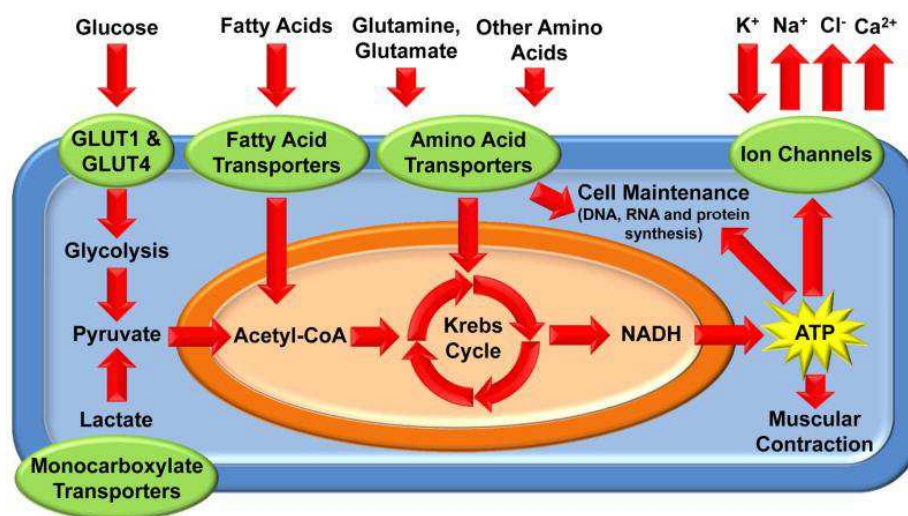 Glucose
Fatty Acids
Glutamine,
Glutamate
Other Amino
Acids
K⁺ Na⁺ Cl⁻ Ca²⁺
GLUT1 &
GLUT4
Fatty Acid
Transporters
Amino Acid
Transporters
Ion Channels
Cell Maintenance
(DNA, RNA and protein
synthesis)
Glycolysis
Pyruvate
Acetyl-CoA
Krebs
Cycle
NADH
ATP
Lactate
Muscular
Contraction
Monocarboxylate
Transporters